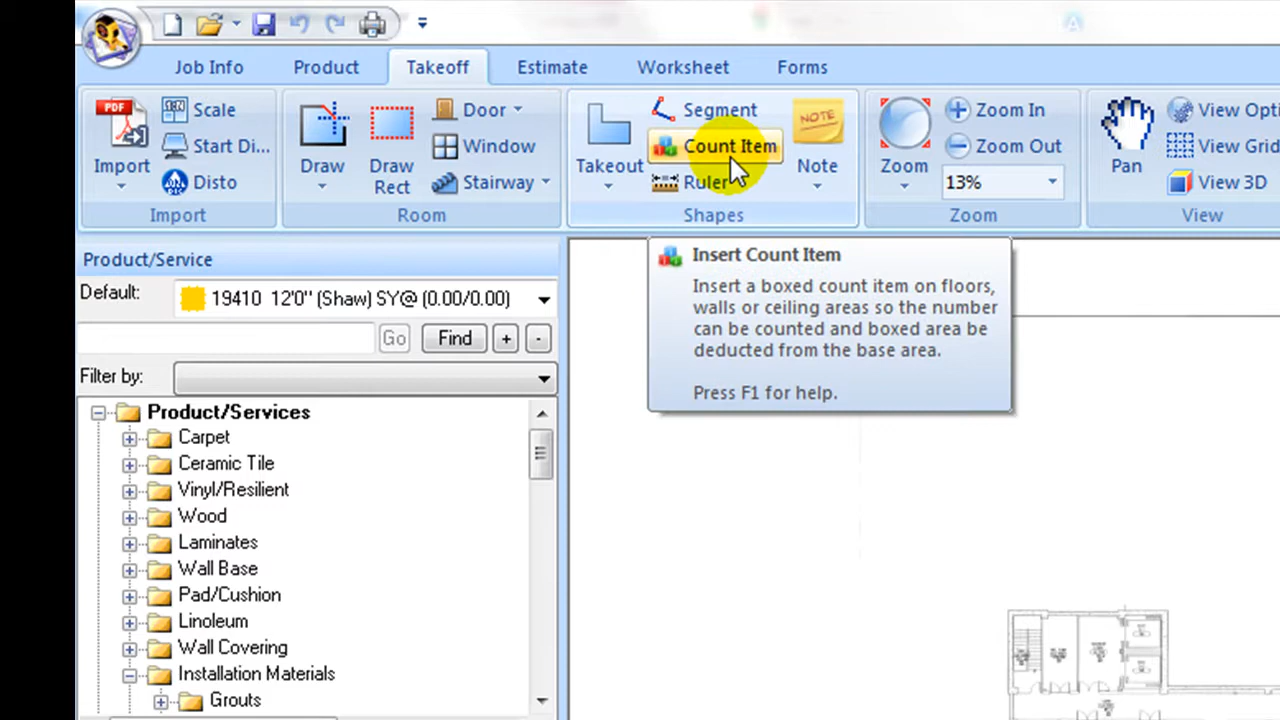 Job Info
Product
Takeoff
Estimate
Worksheet
Forms
PDF
Import
Scale
Start Di...
Disto
Import
Draw
Draw
Rect
Door
Window
Stairway
Room
Takeout
Segment
Count Item
Ruler
NOTE
Note
Shapes
Zoom
Zoom In
Zoom Out
13%
Zoom
Pan
View Opti
View Grid
View 3D
View
Product/Service
Default:
19410 12'0" (Shaw) SY@ (0.00/0.00)
Go
Find
+
-
Filter by:
Product/Services
Carpet
Ceramic Tile
Vinyl/Resilient
Wood
Laminates
Wall Base
Pad/Cushion
Linoleum
Wall Covering
Installation Materials
Grouts
Insert Count Item
Insert a boxed count item on floors,
walls or ceiling areas so the number
can be counted and boxed area be
deducted from the base area.
Press F1 for help.